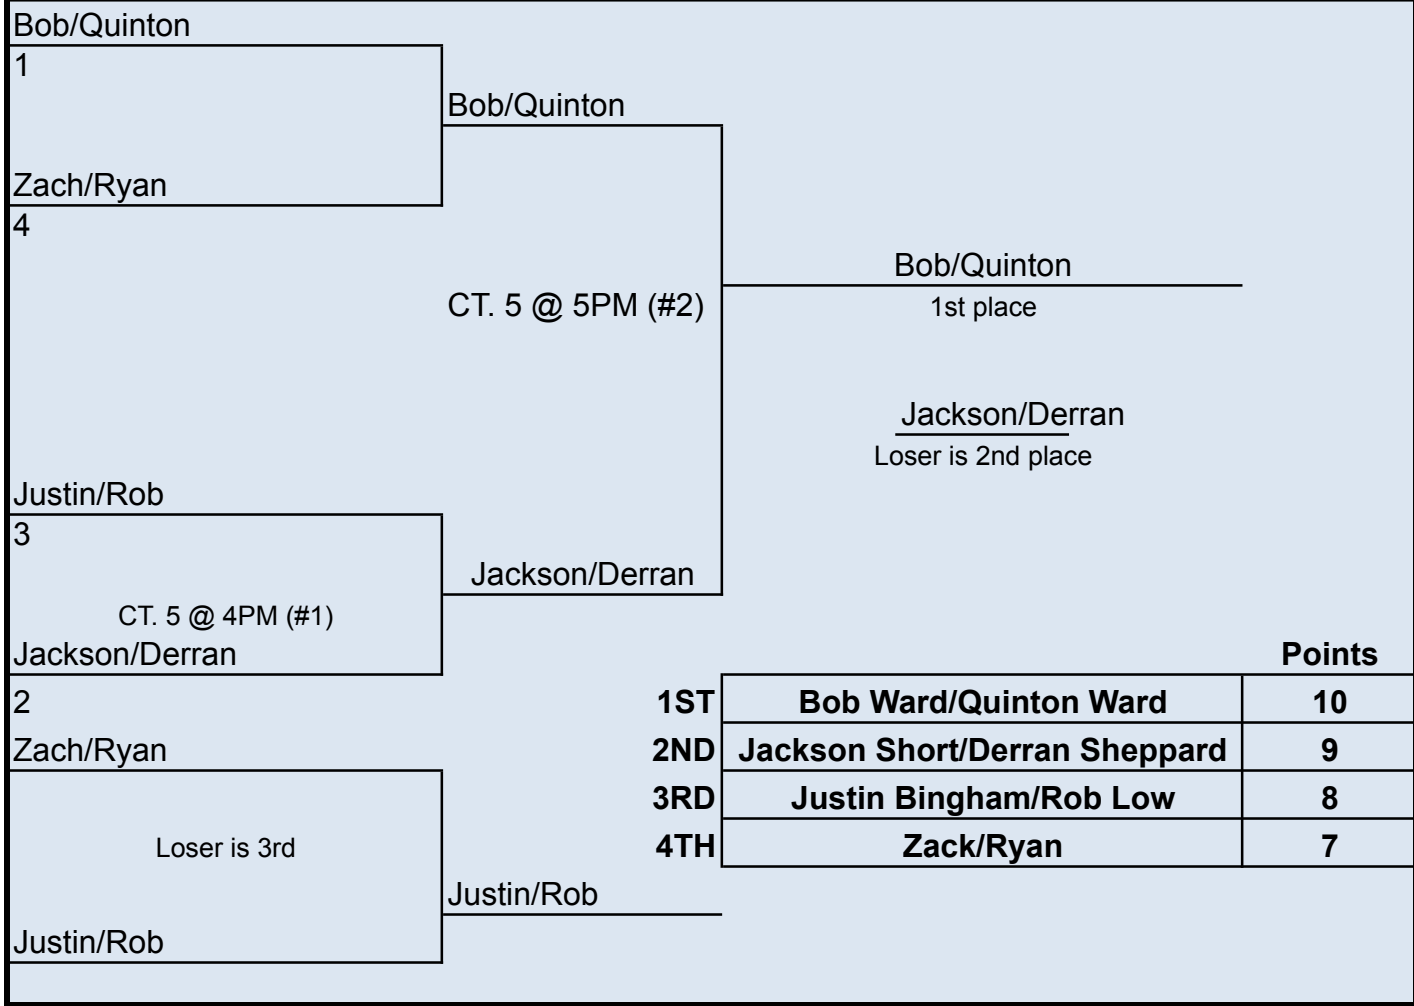 Bob/Quinton
1
Bob/Quinton
Zach/Ryan
4
Bob/Quinton
CT. 5 @ 5PM (#2)
1st place
Jackson/Derran
Loser is 2nd place
Justin/Rob
3
Jackson/Derran
CT. 5 @ 4PM (#1)
Jackson/Derran
Points
2
1ST Bob Ward/Quinton Ward 10
Zach/Ryan
2ND Jackson Short/Derran Sheppard 9
3RD Justin Bingham/Rob Low 8
Loser is 3rd
4TH Zack/Ryan 7
Justin/Rob
Justin/Rob